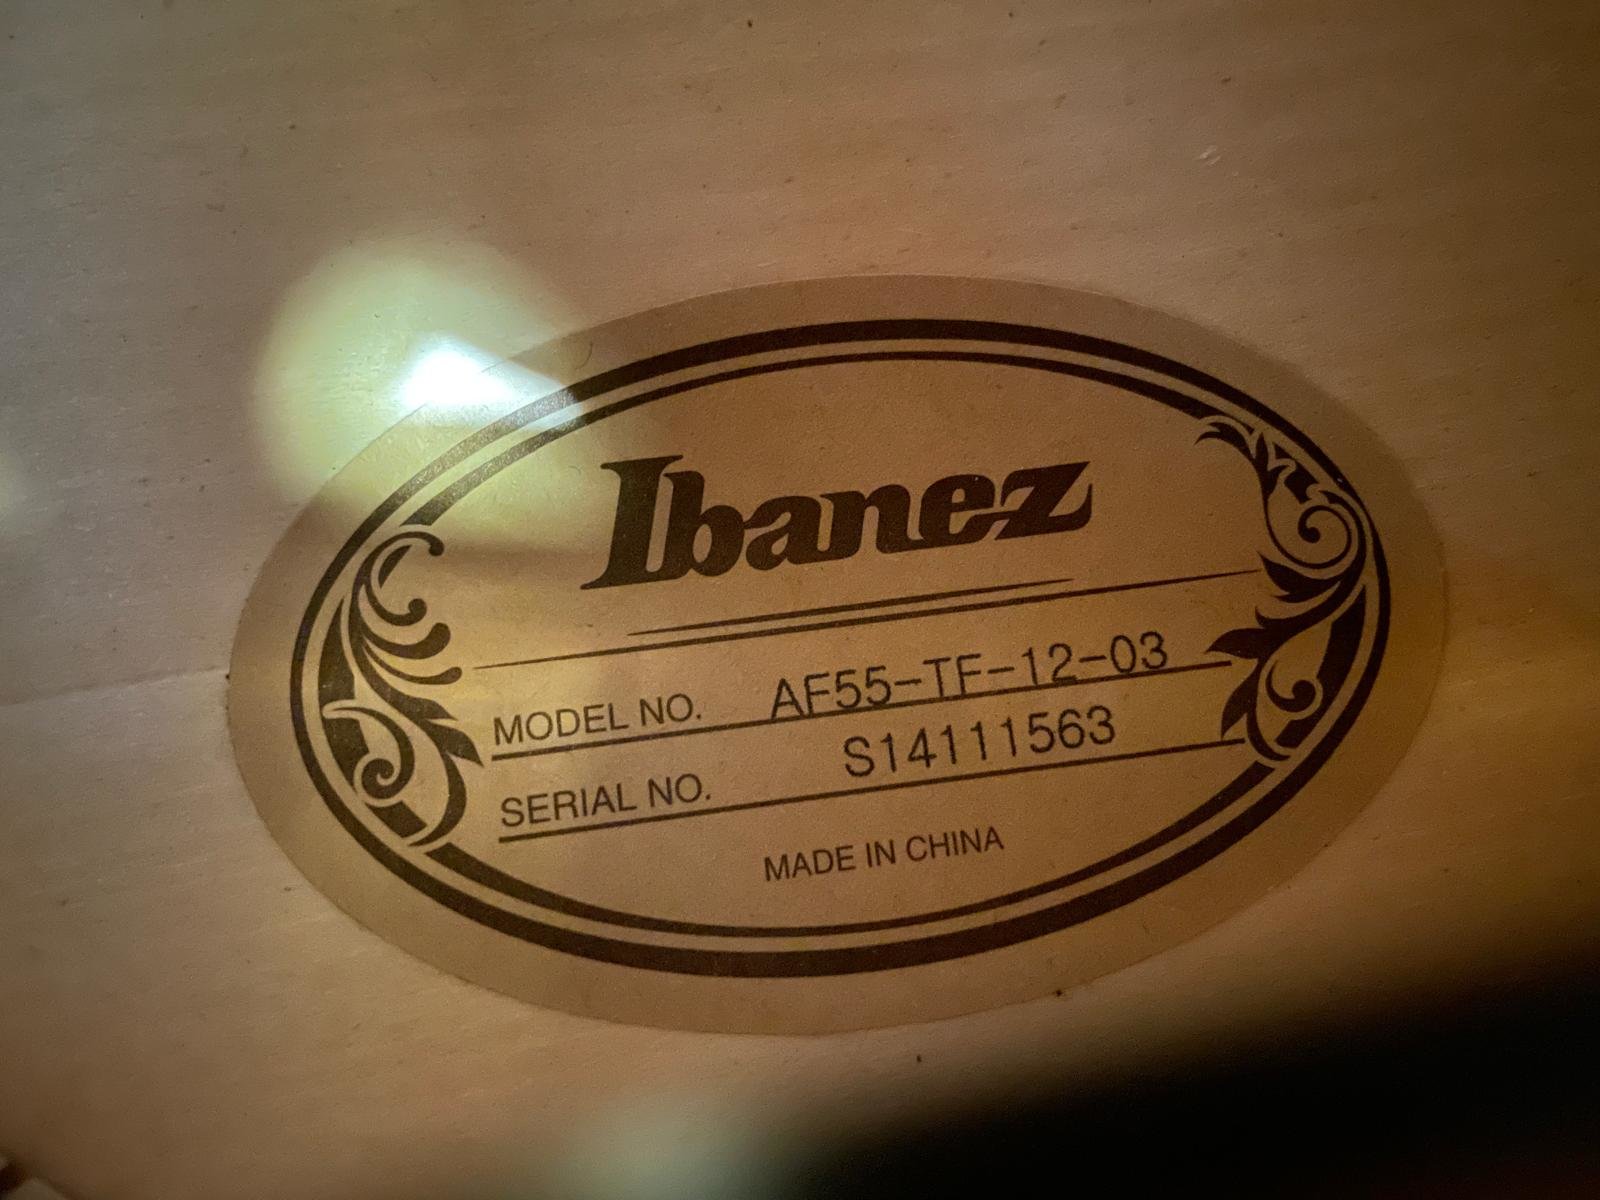 Ibanez
MODEL NO. AF55-TF-12-03
SERIAL NO. S14111563
MADE IN CHINA